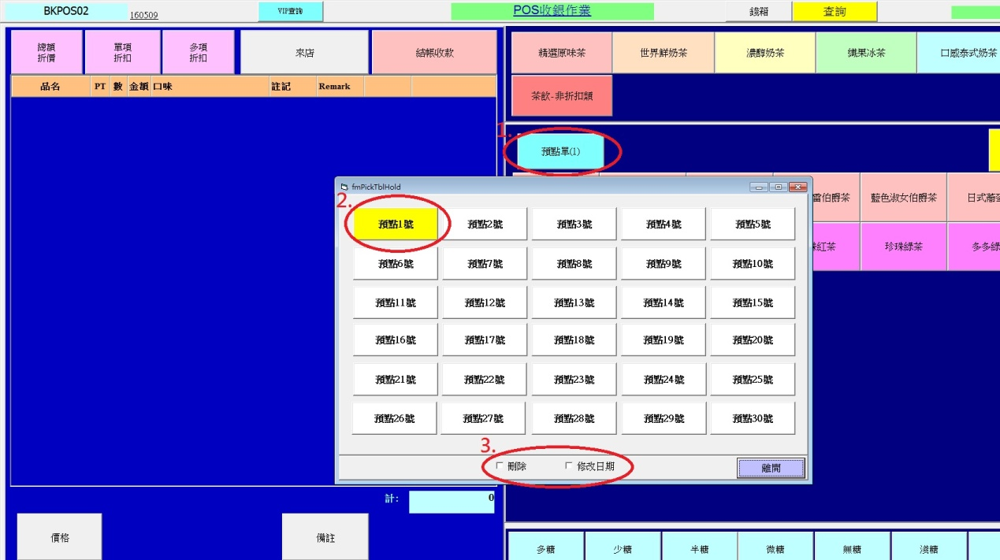 BKPOS02 160509 VIP查詢 POS收銀作業 錢箱 查詢
總額折價 單項折扣 多項折扣 來店 結帳收款
精選原味茶 世界鮮奶茶 濃醇奶茶 纖果冰茶 口感泰式奶茶
品名 PT 數 金額 口味 註記 Remark
茶飲-非折扣類
1.
預點單(1)
fmPickTblHold
雷伯爵茶 藍色淑女伯爵茶 日式
2.
預點1號 預點2號 預點3號 預點4號 預點5號
紅茶 珍珠綠茶 多多綠
預點6號 預點7號 預點8號 預點9號 預點10號
預點11號 預點12號 預點13號 預點14號 預點15號
預點16號 預點17號 預點18號 預點19號 預點20號
預點21號 預點22號 預點23號 預點24號 預點25號
預點26號 預點27號 預點28號 預點29號 預點30號
3.
刪除 修改日期 離開
計: 0
價格 備註
多糖 少糖 半糖 微糖 無糖 淺糖